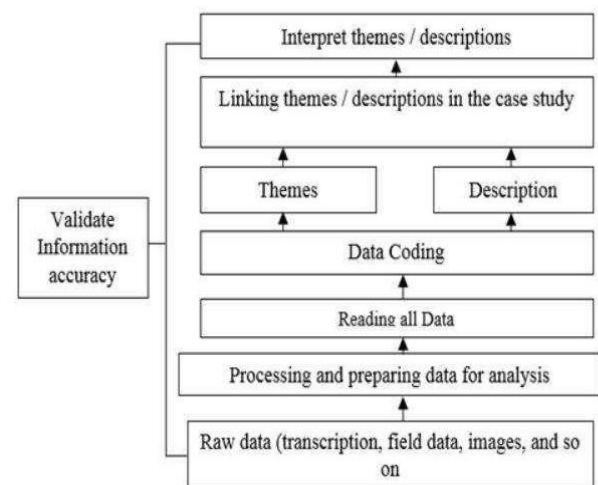 Interpret themes / descriptions
Linking themes / descriptions in the case study
Themes
Description
Validate
Information
accuracy
Data Coding
Reading all Data
Processing and preparing data for analysis
Raw data (transcription, field data, images, and so
on